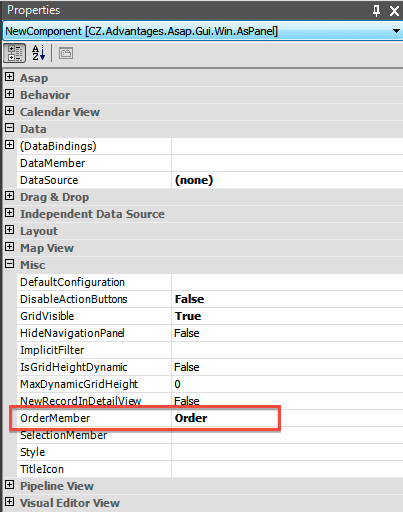 Properties
NewComponent [CZ.Advantages.Asap.Gui.Win.AsPanel]
Asap
Behavior
Calendar View
Data
(DataBindings)
DataMember
DataSource (none)
Drag & Drop
Independent Data Source
Layout
Map View
Misc
DefaultConfiguration
DisableActionButtons False
GridVisible True
HideNavigationPanel False
ImplicitFilter
IsGridHeightDynamic False
MaxDynamicGridHeight 0
NewRecordInDetailView False
OrderMember Order
SelectionMember
Style
TitleIcon
Pipeline View
Visual Editor View